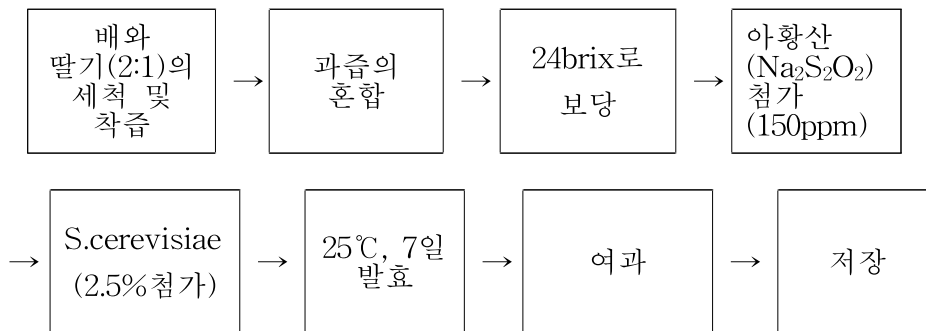 배와
딸기(2:1)의
세척 및
착즙
→
과즙의
혼합
→
24brix로
보당
→
아황산
(Na₂S₂O₂)
첨가
(150ppm)
→
S.cerevisiae
(2.5%첨가)
→
25℃, 7일
발효
→
여과
→
저장